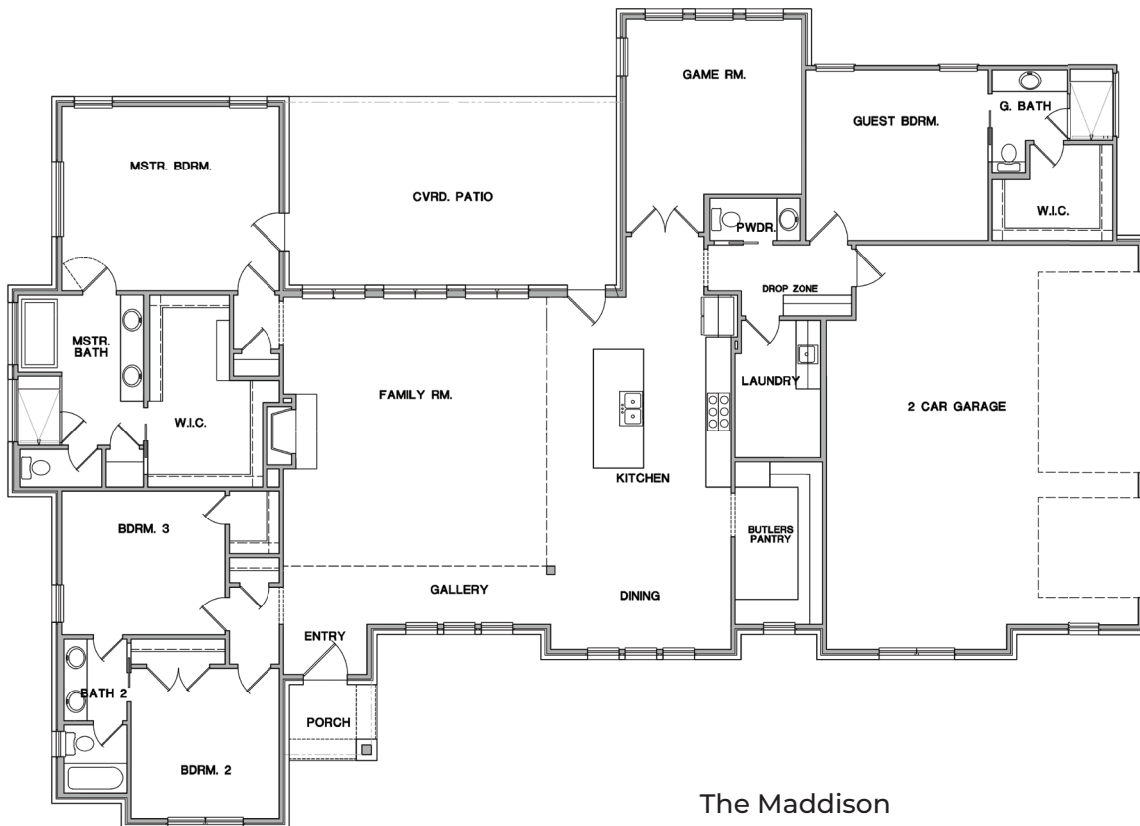 GAME RM.
G. BATH
GUEST BDRM.
MSTR. BDRM.
CVRD. PATIO
W.I.C.
PWDR.
DROP ZONE
MSTR.
BATH
LAUNDRY
FAMILY RM.
2 CAR GARAGE
W.I.C.
KITCHEN
BDRM. 3
BUTLERS
PANTRY
GALLERY
DINING
ENTRY
BATH 2
PORCH
BDRM. 2
The Maddison